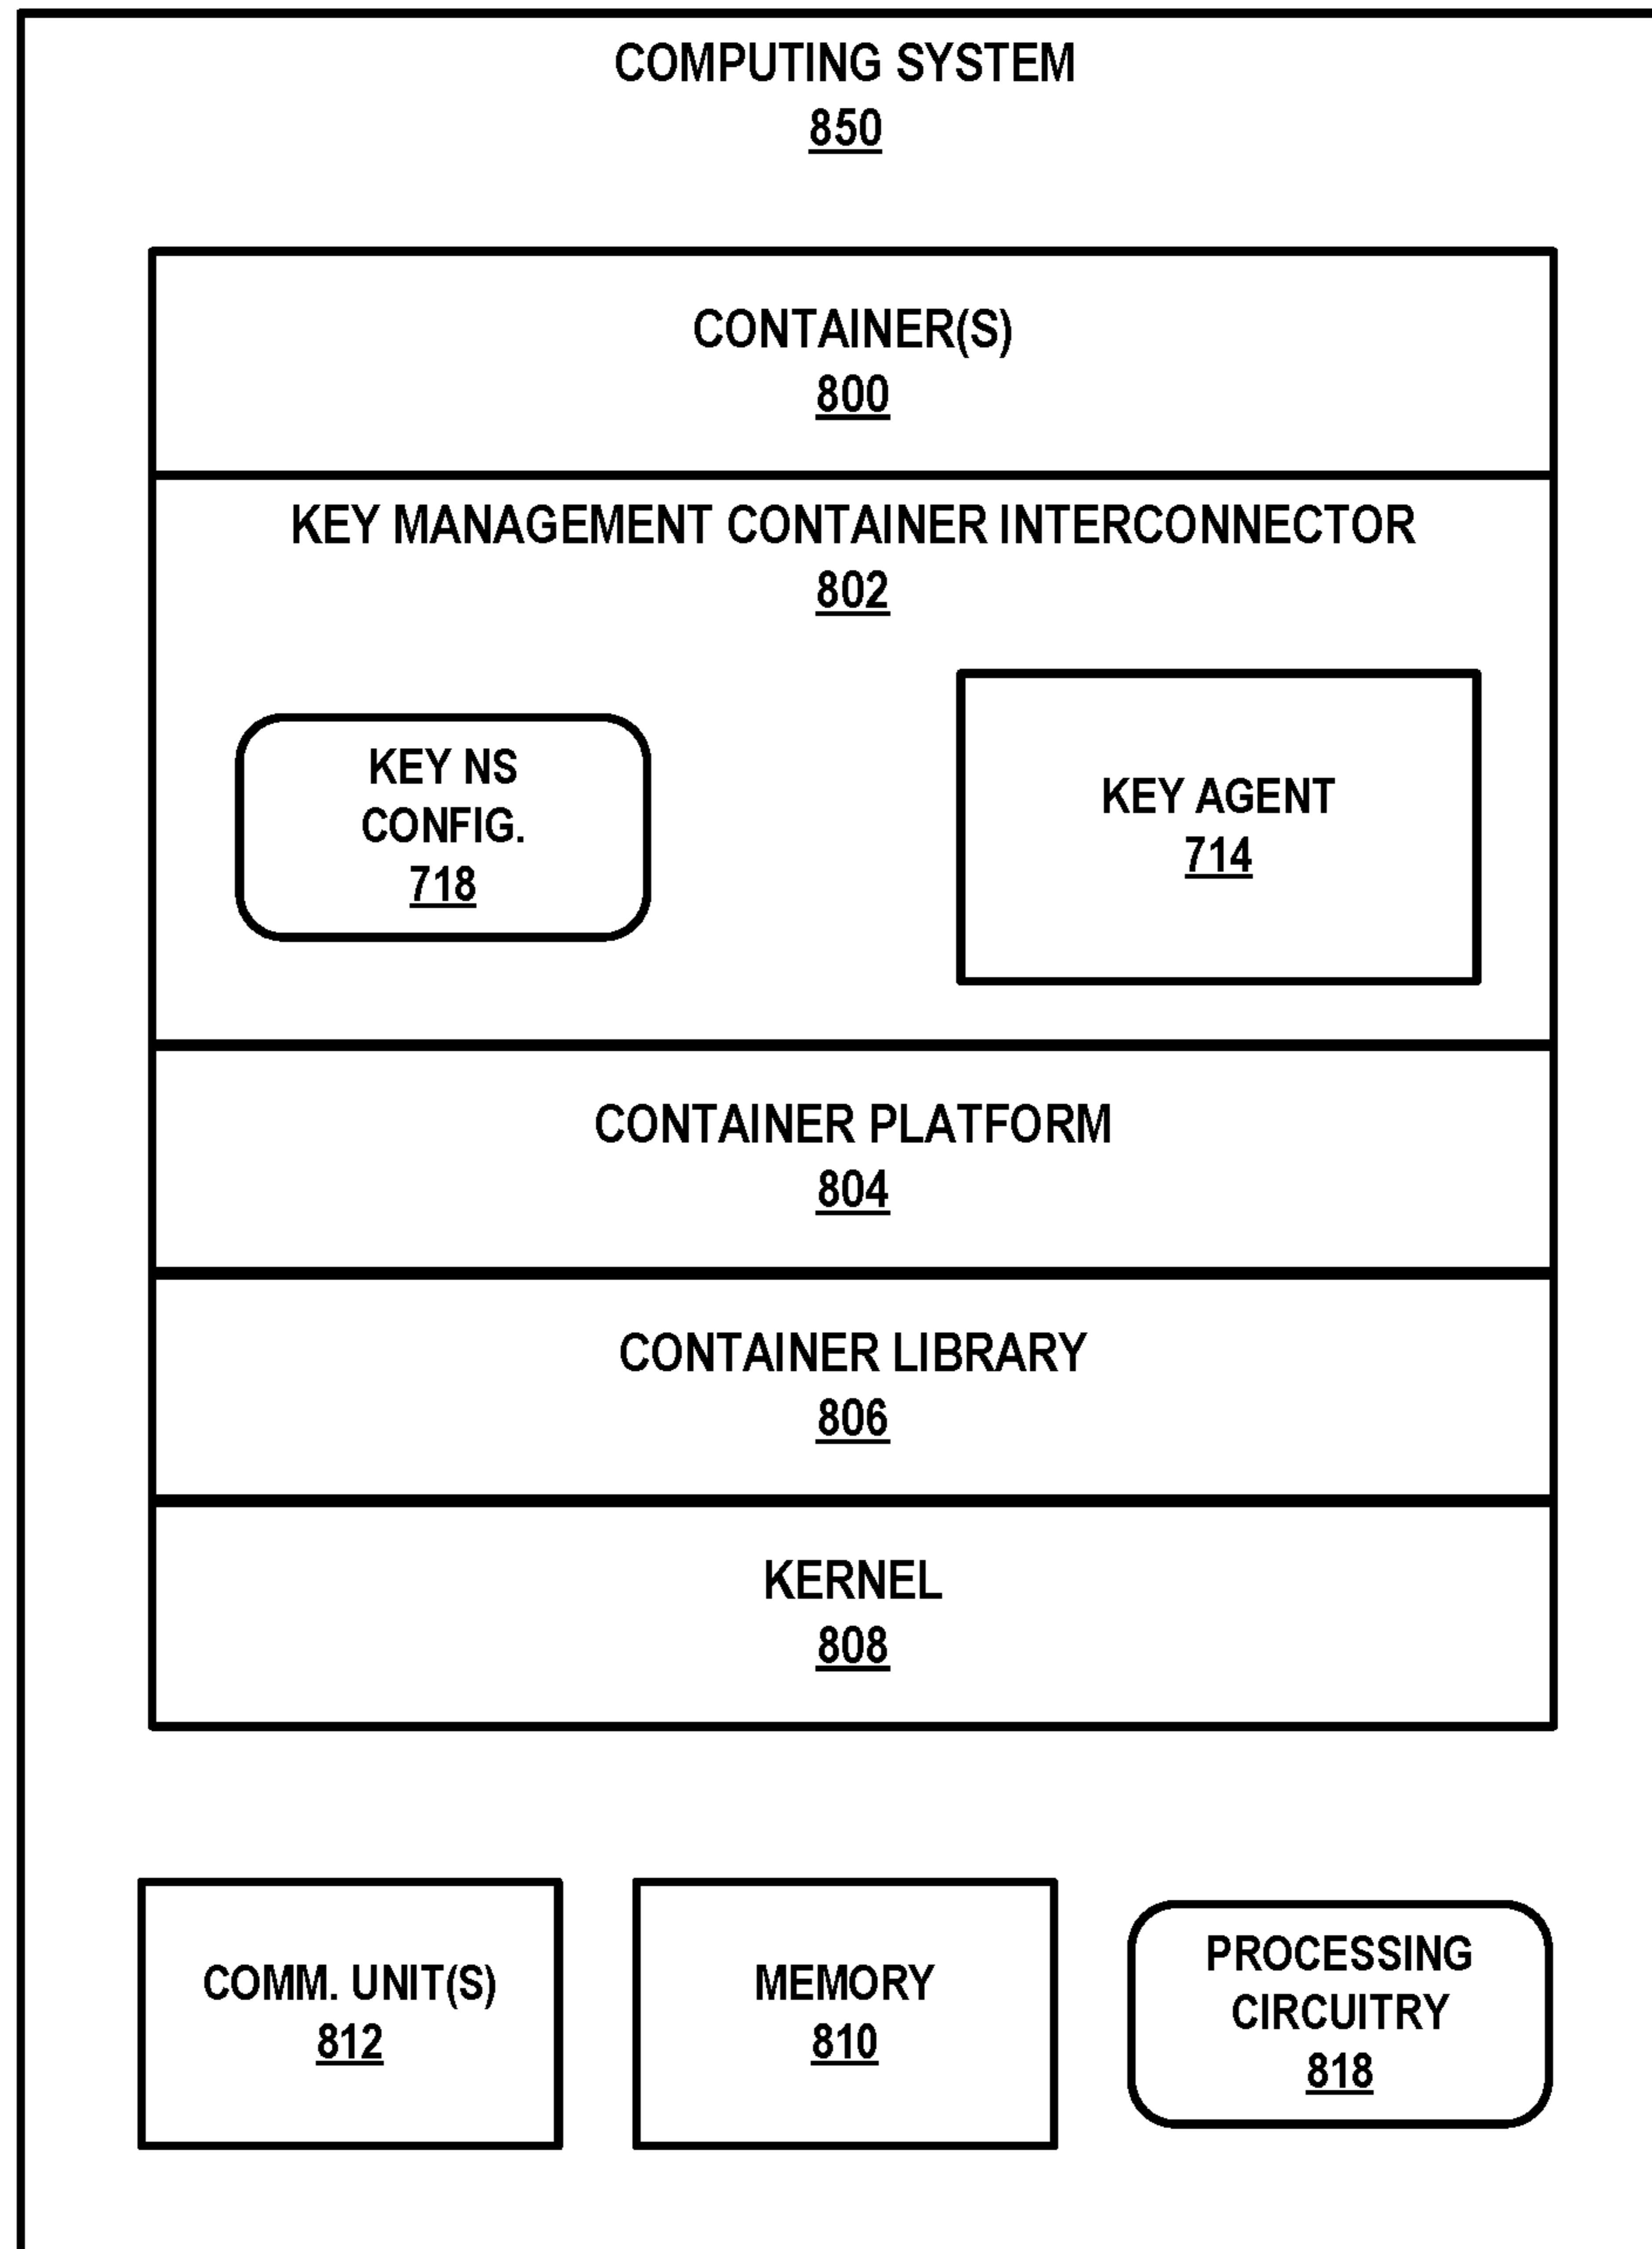 COMPUTING SYSTEM
850
CONTAINER(S)
800
KEY MANAGEMENT CONTAINER INTERCONNECTOR
802
KEY NS
CONFIG.
718
KEY AGENT
714
CONTAINER PLATFORM
804
CONTAINER LIBRARY
806
KERNEL
808
COMM. UNIT(S)
812
MEMORY
810
PROCESSING
CIRCUITRY
818